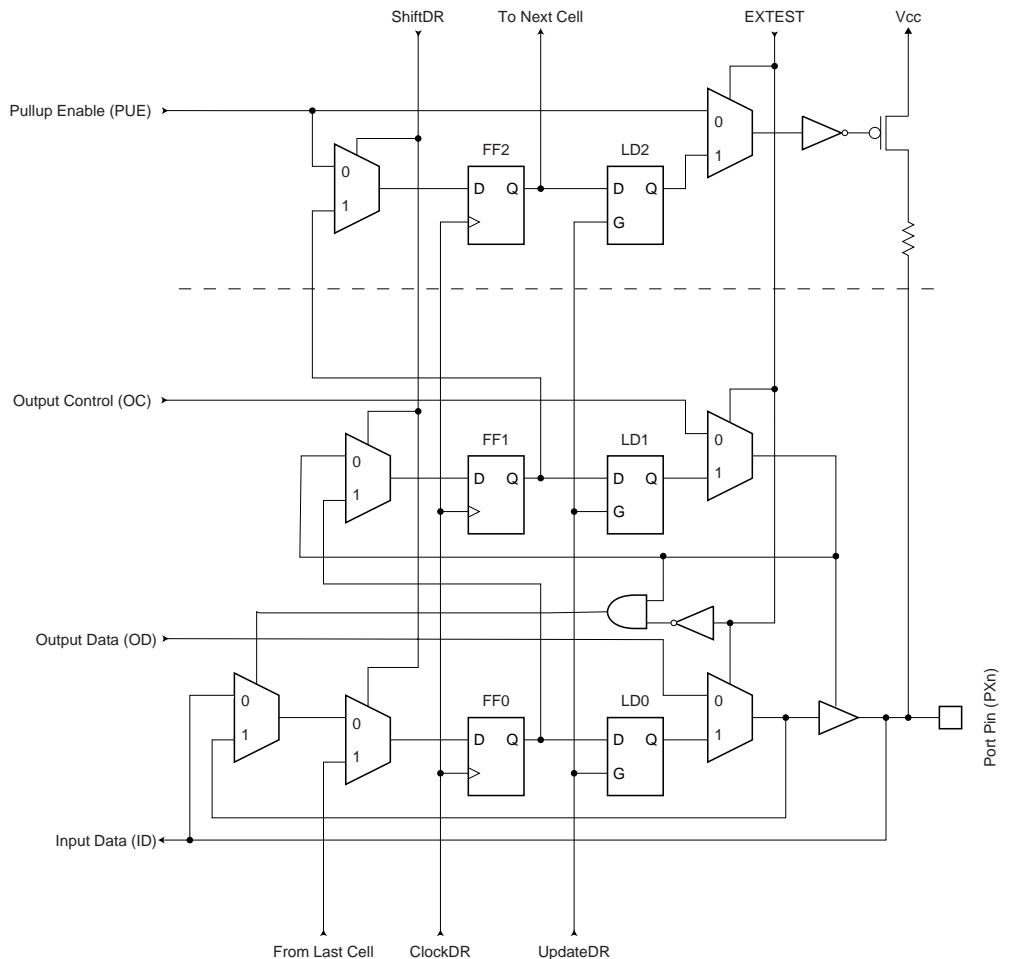 ShiftDR
To Next Cell
EXTEST
Vcc
Pullup Enable (PUE)
0
1
FF2
D Q
LD2
D Q
G
0
1
Output Control (OC)
0
1
FF1
D Q
LD1
D Q
G
0
1
Output Data (OD)
0
1
0
1
FF0
D Q
LD0
D Q
G
0
1
Port Pin (PXn)
Input Data (ID)
From Last Cell
ClockDR
UpdateDR